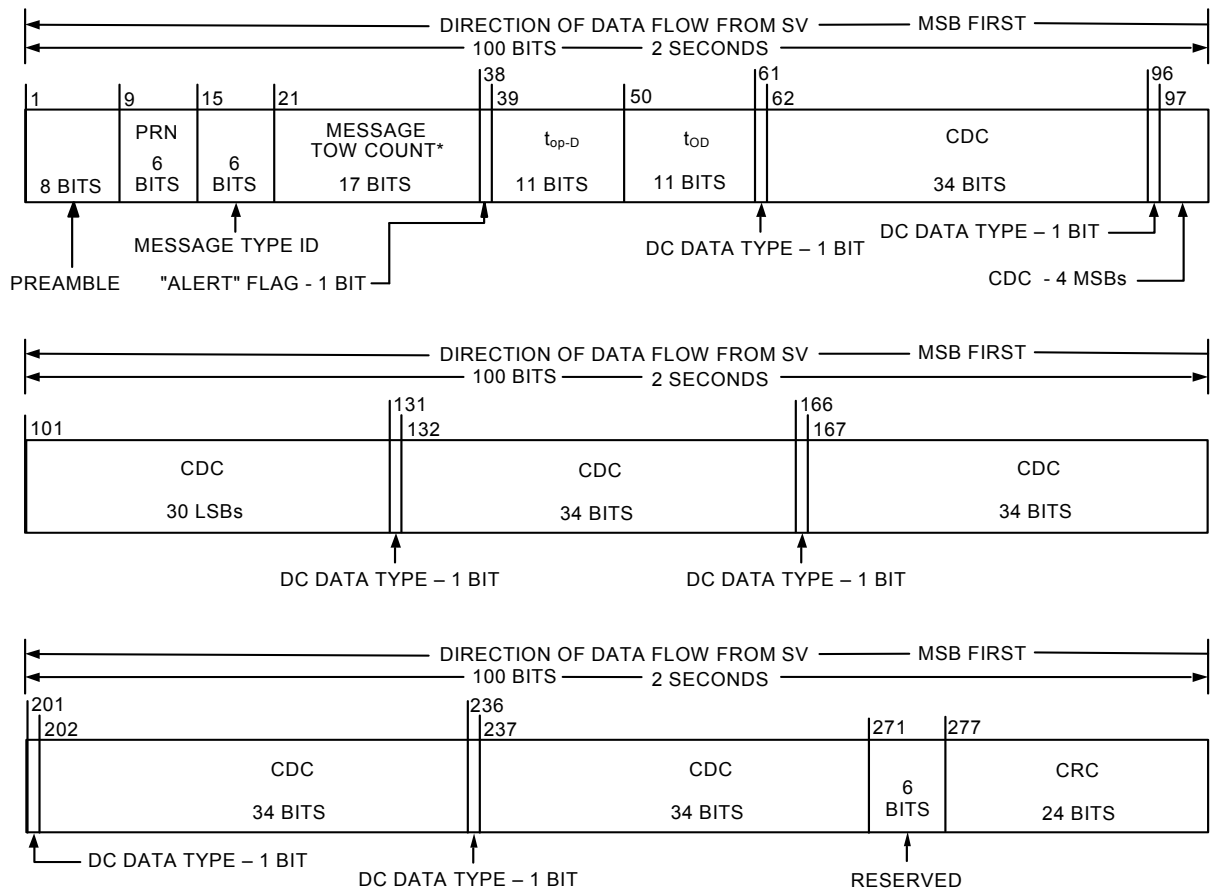 DIRECTION OF DATA FLOW FROM SV MSB FIRST
100 BITS 2 SECONDS
38 61 96
1 9 15 21 39 50 62 97
PRN MESSAGE
TOW COUNT* top-D tOD CDC
6 6
8 BITS BITS BITS 17 BITS 11 BITS 11 BITS 34 BITS
DC DATA TYPE – 1 BIT
MESSAGE TYPE ID DC DATA TYPE – 1 BIT
PREAMBLE "ALERT" FLAG - 1 BIT CDC - 4 MSBs
DIRECTION OF DATA FLOW FROM SV MSB FIRST
100 BITS 2 SECONDS
131 166
101 132 167
CDC CDC CDC
30 LSBs 34 BITS 34 BITS
DC DATA TYPE – 1 BIT DC DATA TYPE – 1 BIT
DIRECTION OF DATA FLOW FROM SV MSB FIRST
100 BITS 2 SECONDS
201 236
202 237 271 277
CDC CDC CRC
34 BITS 34 BITS 6 BITS 24 BITS
DC DATA TYPE – 1 BIT
DC DATA TYPE – 1 BIT RESERVED